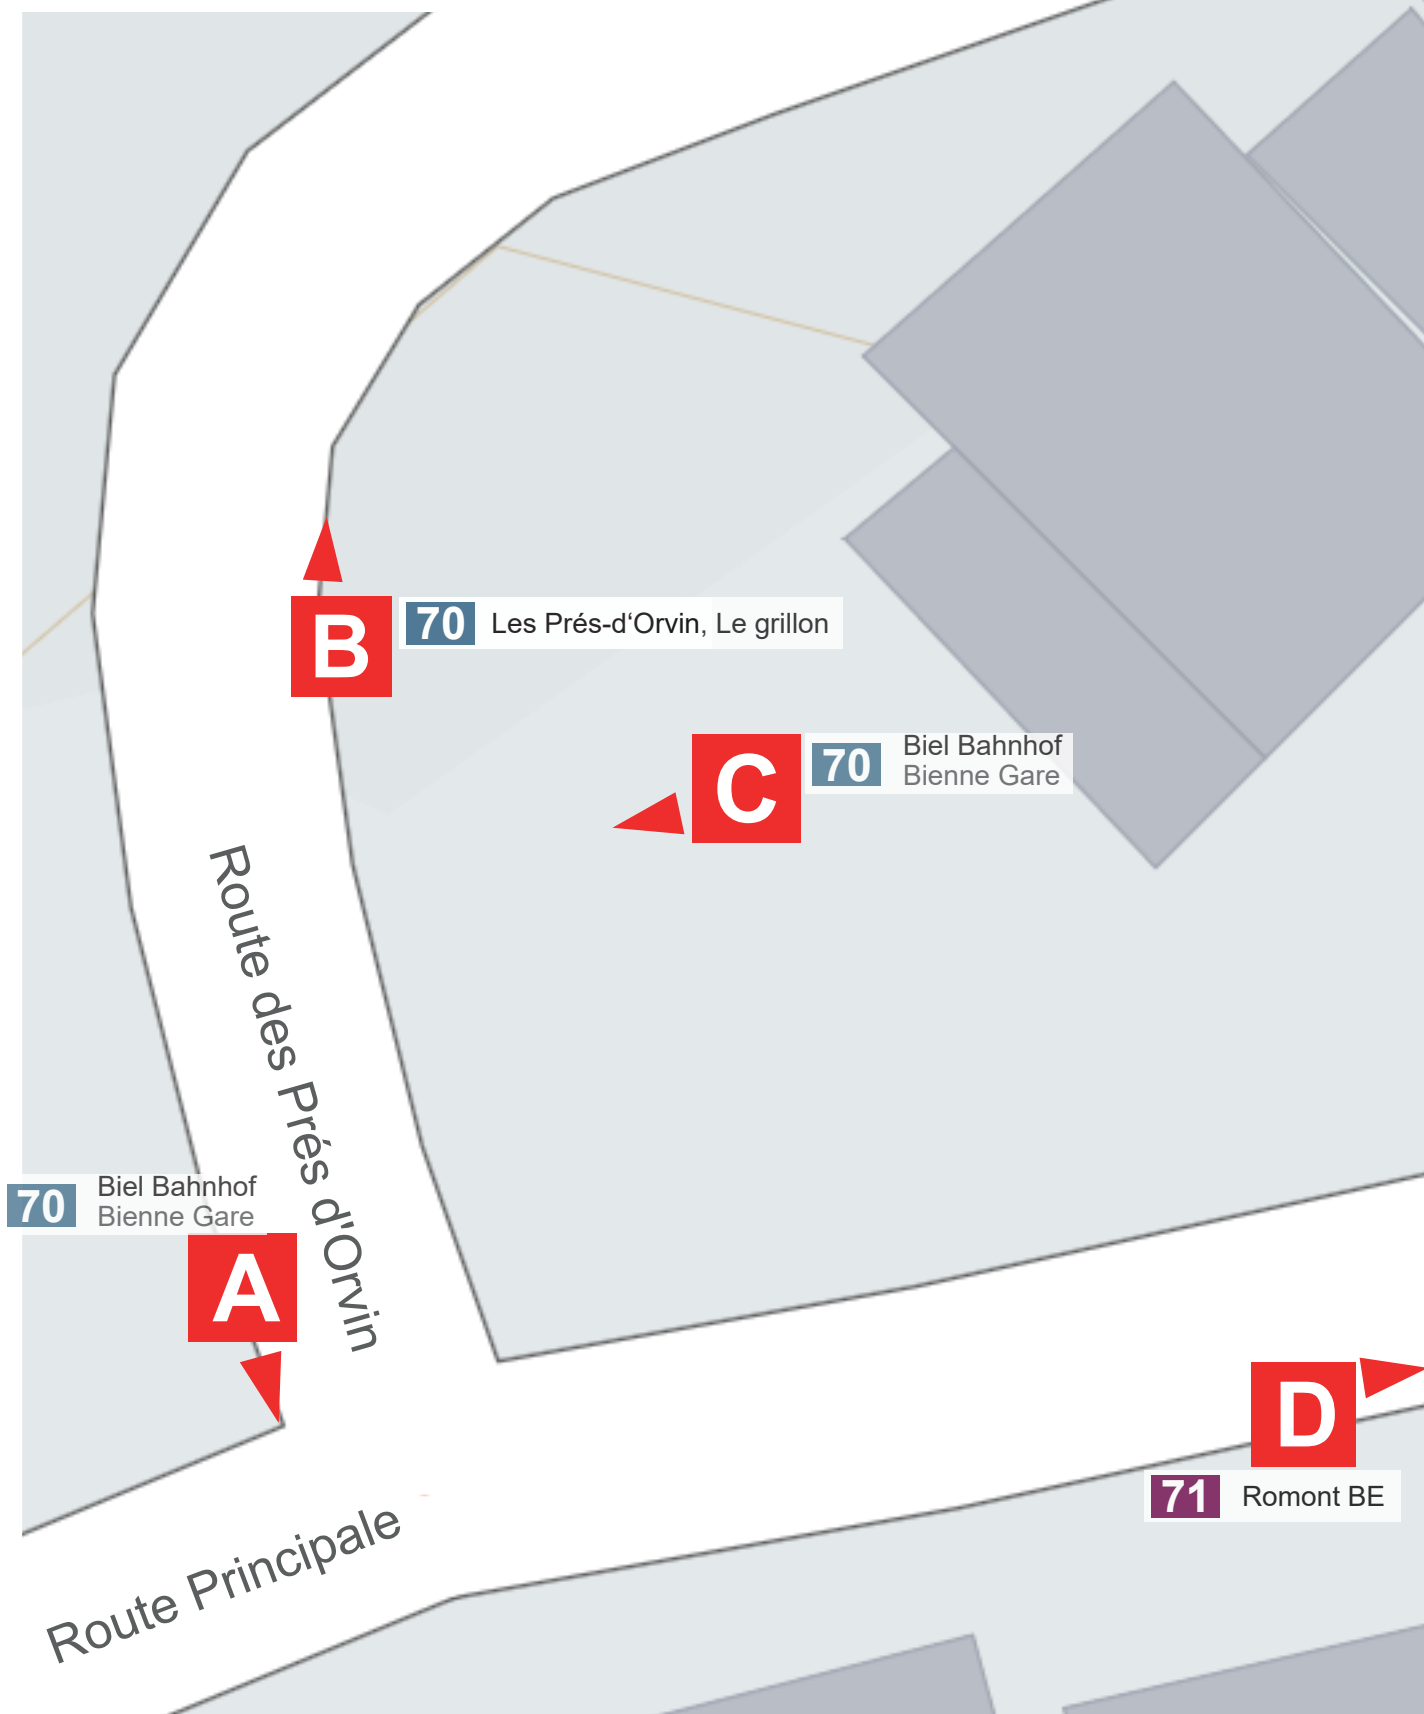 B
70 Les Prés-d‘Orvin, Le grillon
C
70 Biel Bahnhof
Bienne Gare
Route des Prés d'Orvin
70 Biel Bahnhof
Bienne Gare
A
D
71 Romont BE
Route Principale